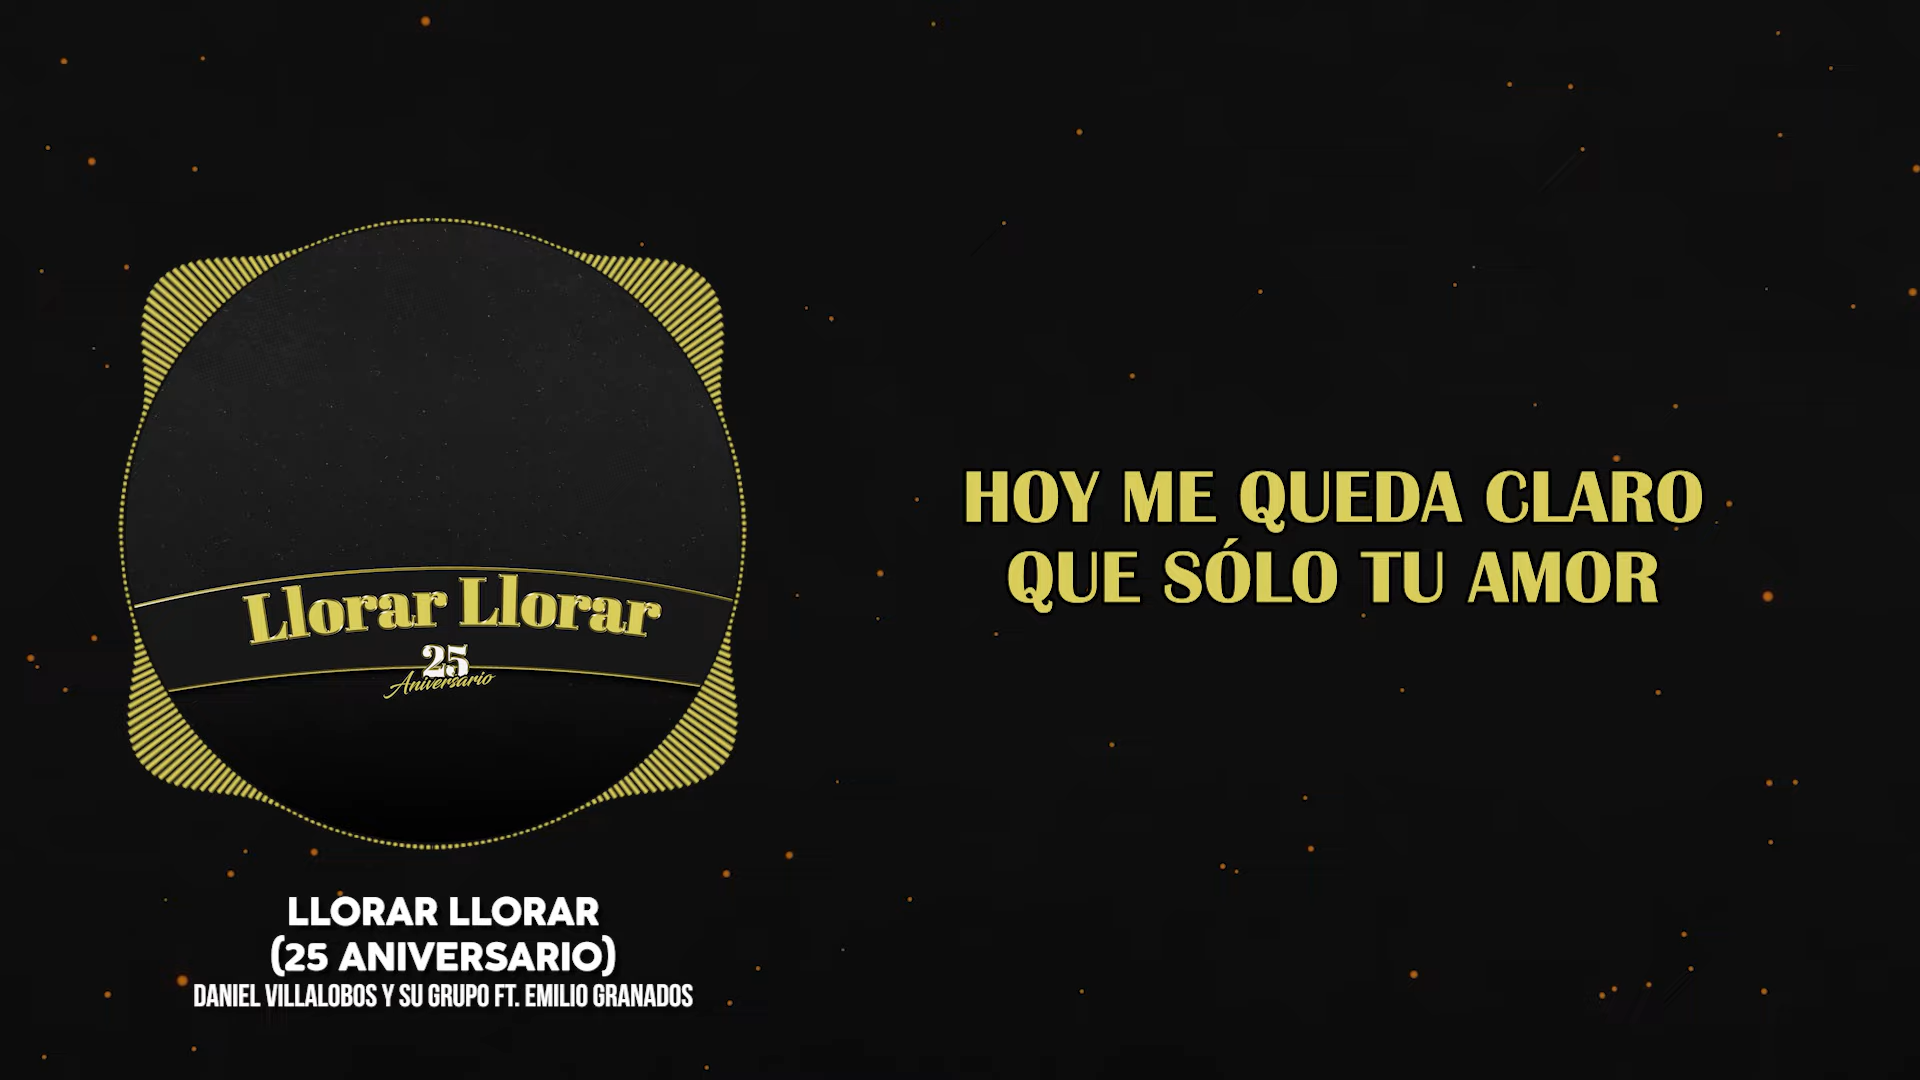 Llorar Llorar
25
Aniversario
LLORAR LLORAR
(25 ANIVERSARIO)
DANIEL VILLALOBOS Y SU GRUPO FT. EMILIO GRANADOS
HOY ME QUEDA CLARO
QUE SÓLO TU AMOR